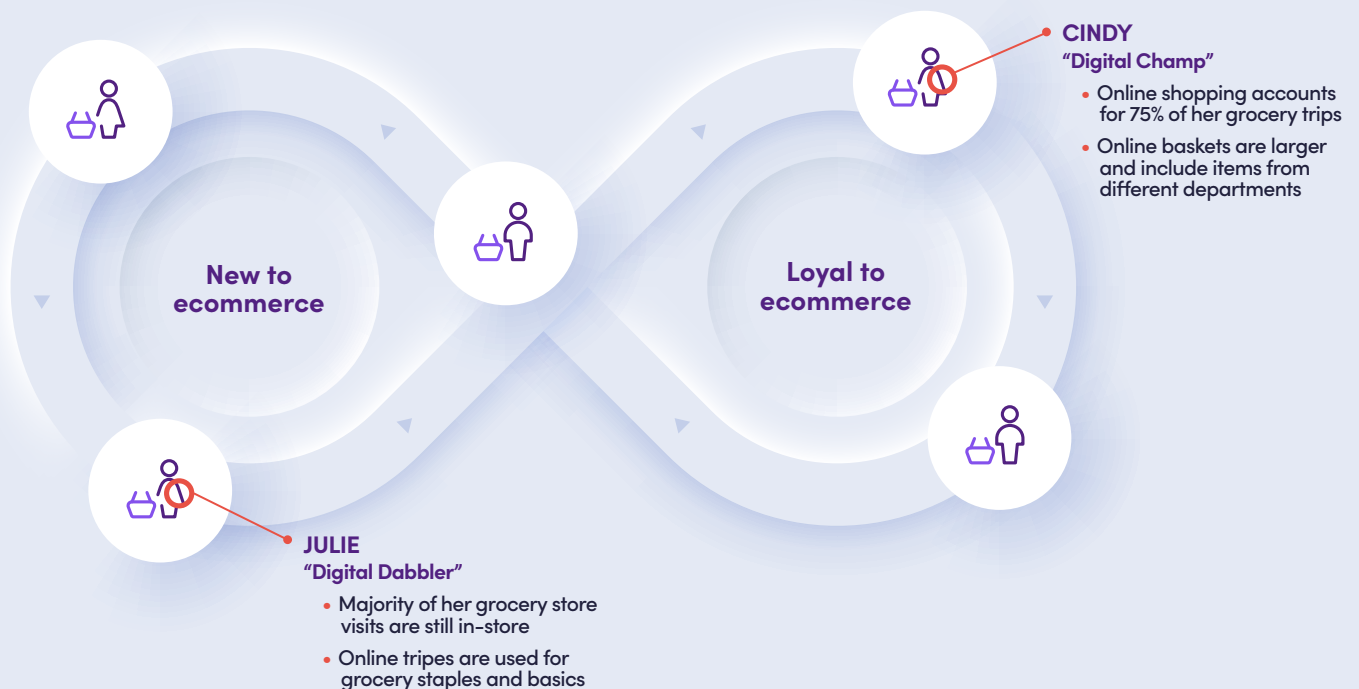 CINDY
“Digital Champ”
• Online shopping accounts
for 75% of her grocery trips
• Online baskets are larger
and include items from
different departments
New to
ecommerce
Loyal to
ecommerce
JULIE
“Digital Dabbler”
• Majority of her grocery store
visits are still in-store
• Online tripes are used for
grocery staples and basics